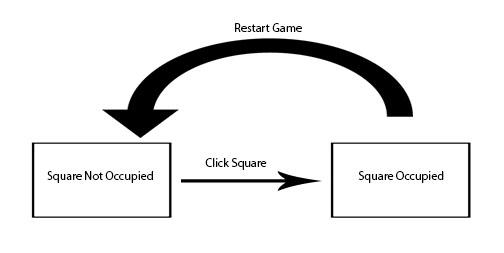 Restart Game
Square Not Occupied
Click Square
Square Occupied